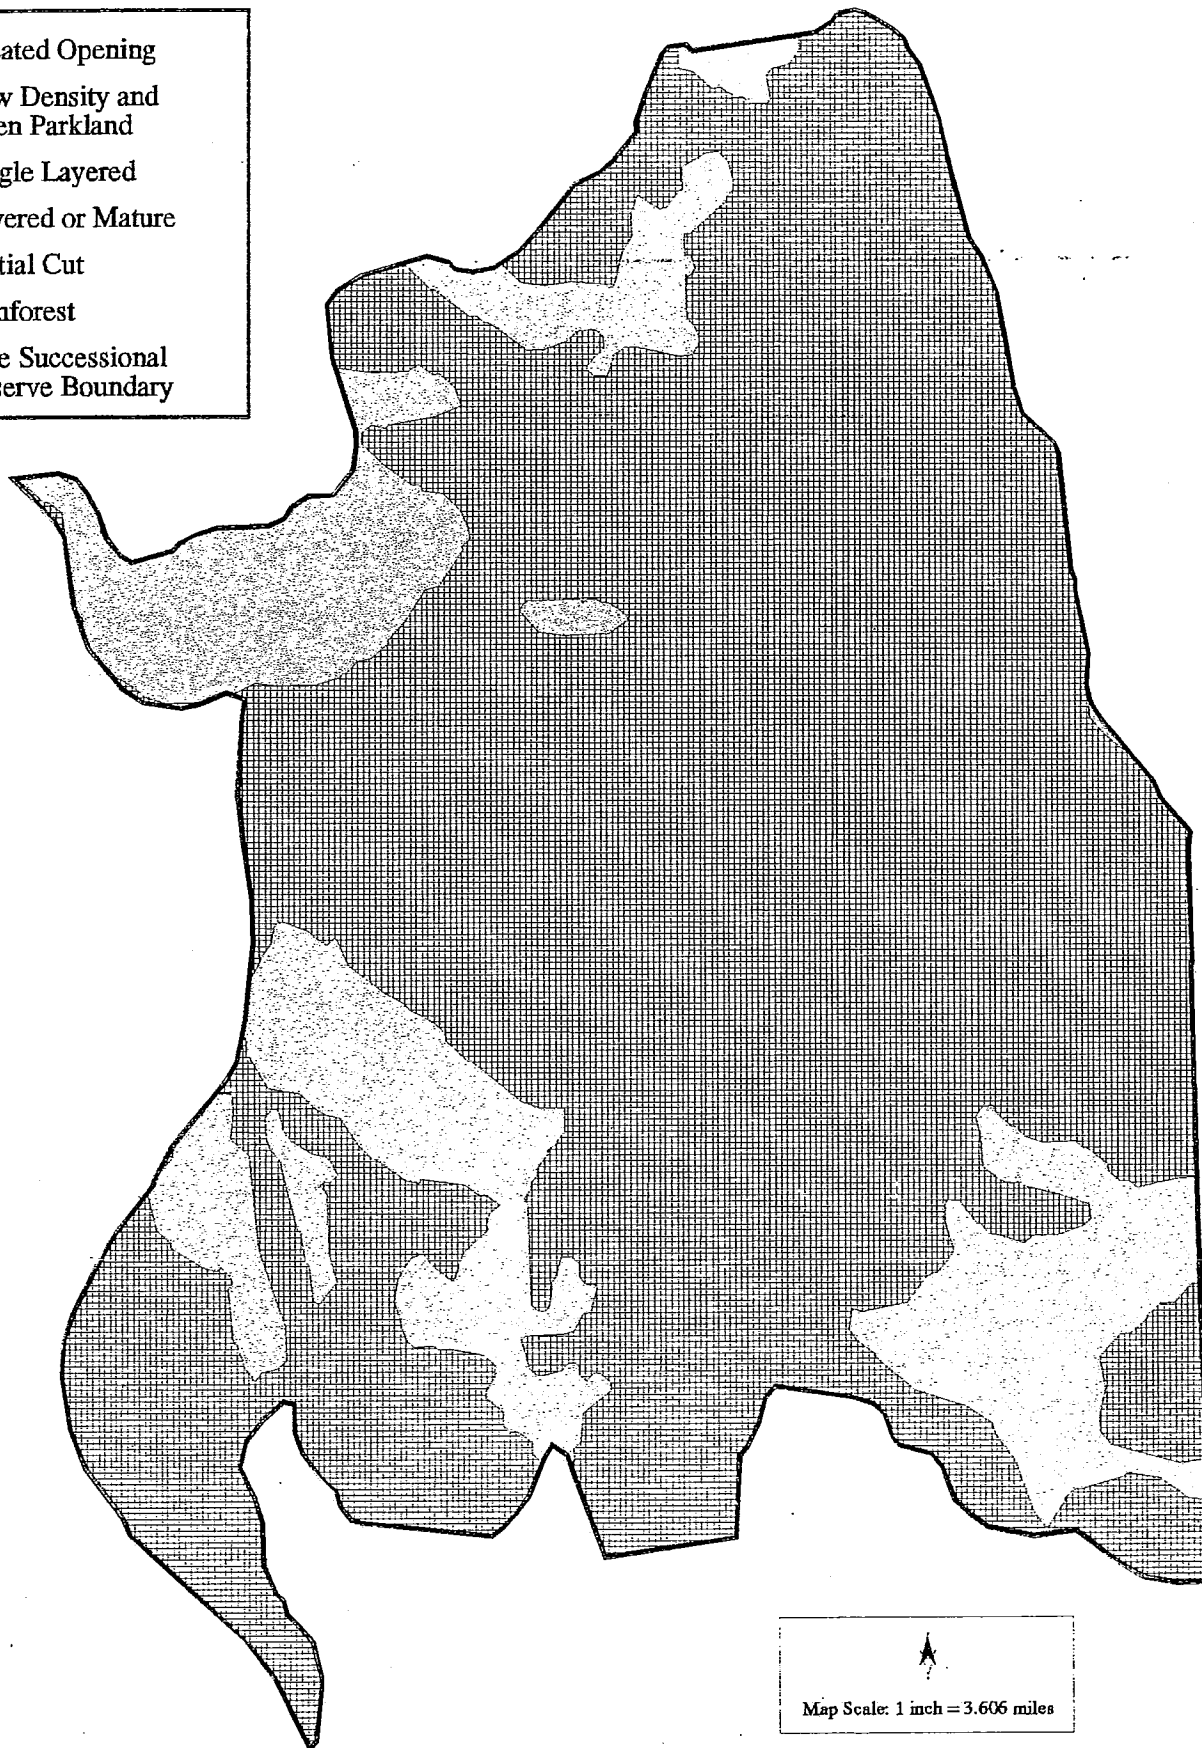 ated Opening
w Density and
en Parkland
gle Layered
ered or Mature
tial Cut
nforest
e Successional
serve Boundary
Map Scale: 1 inch = 3.606 miles